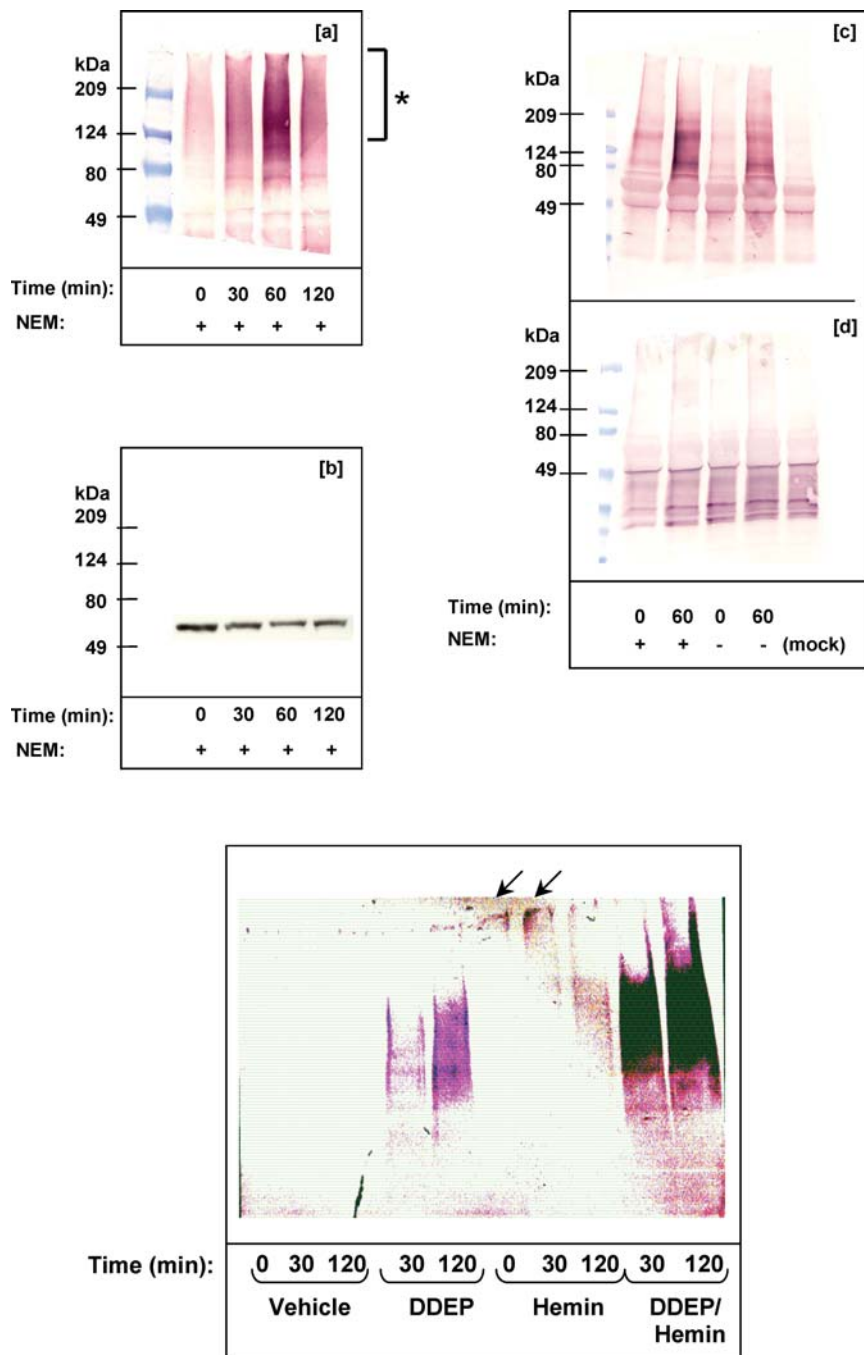 [a]
kDa
209
124
80
49
*
Time (min): 0 30 60 120
NEM: + + + +
[b]
kDa
209
124
80
49
Time (min): 0 30 60 120
NEM: + + + +
[c]
kDa
209
124
80
49
[d]
kDa
209
124
80
49
Time (min): 0 60 0 60
NEM: + + - - (mock)
Time (min): 0 30 120 30 120 0 30 120 30 120
Vehicle DDEP Hemin DDEP/
Hemin